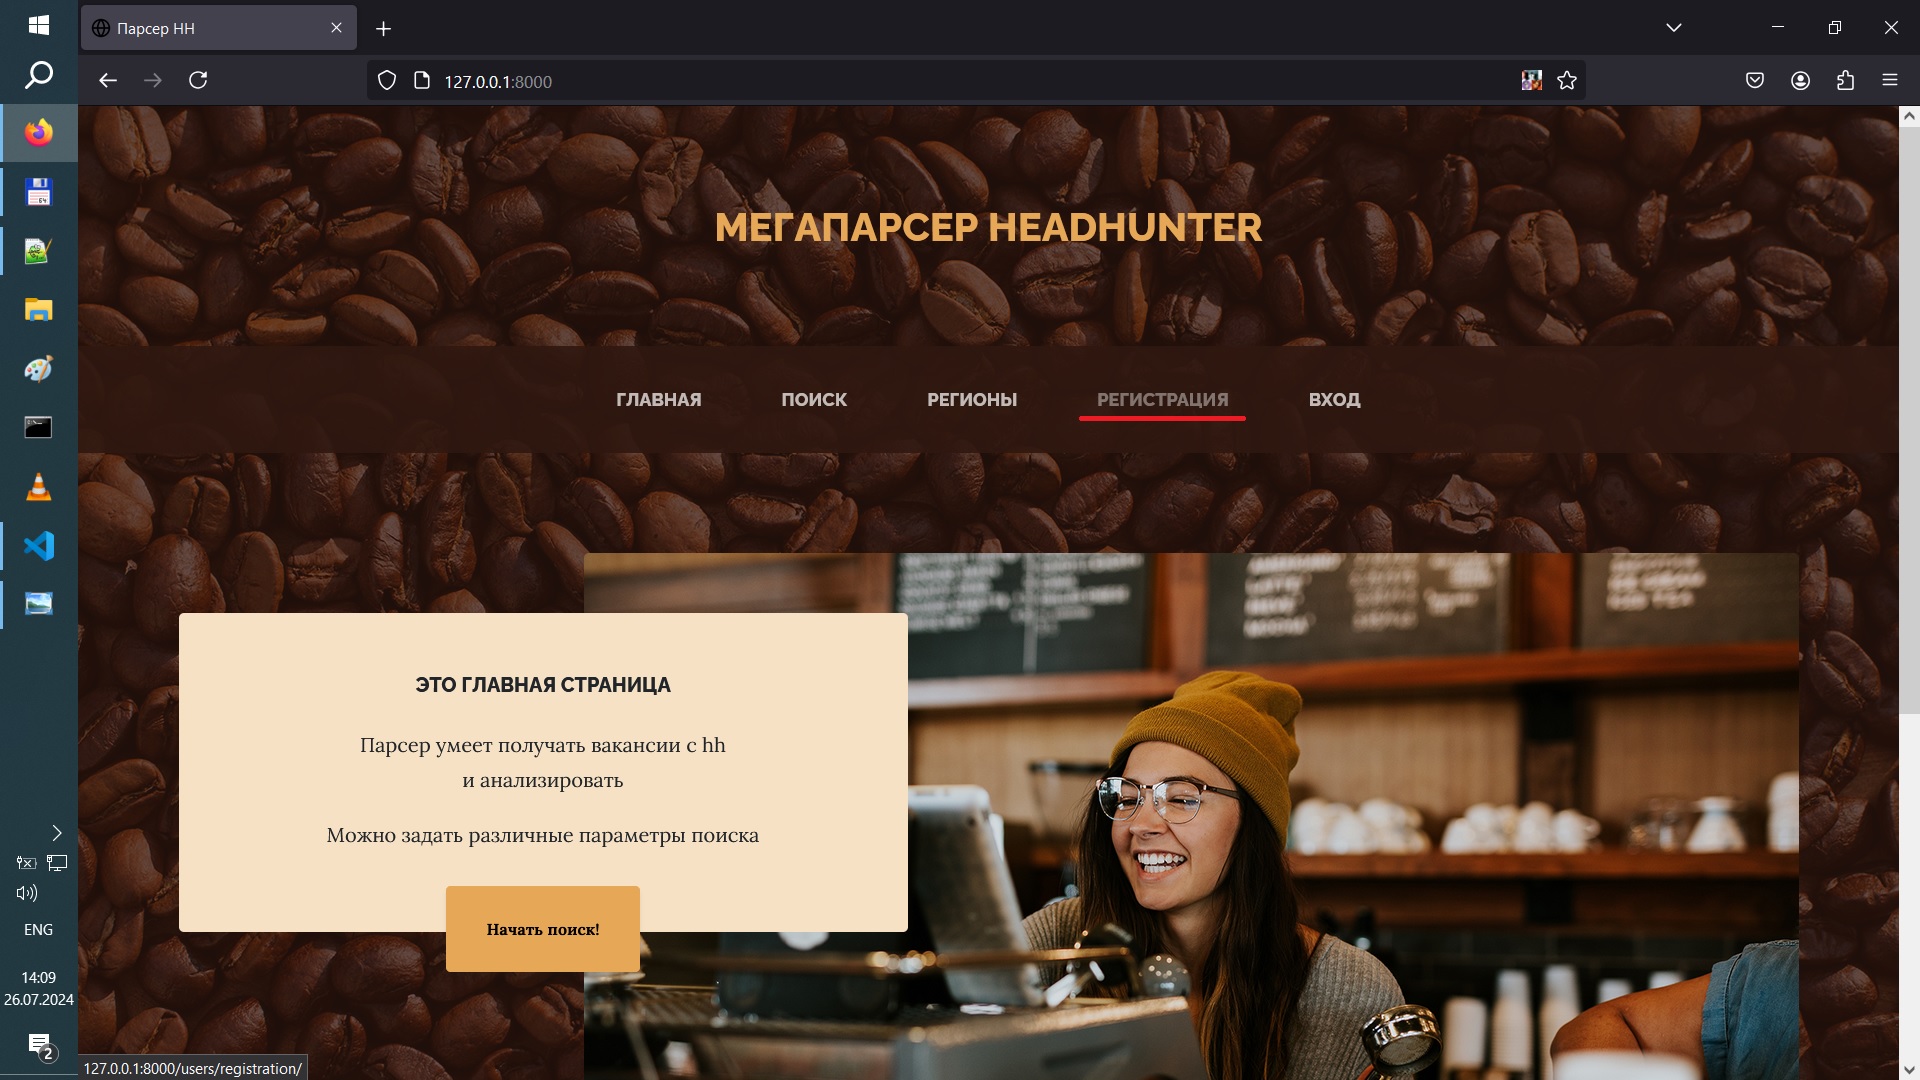 Парсер HH
127.0.0.1:8000
МЕГАПАРСЕР HEADHUNTER
ГЛАВНАЯ
ПОИСК
РЕГИОНЫ
РЕГИСТРАЦИЯ
ВХОД
ЭТО ГЛАВНАЯ СТРАНИЦА
Парсер умеет получать вакансии с hh
и анализировать
Можно задать различные параметры поиска
Начать поиск!
ENG
14:09
26.07.2024
2
127.0.0.1:8000/users/registration/